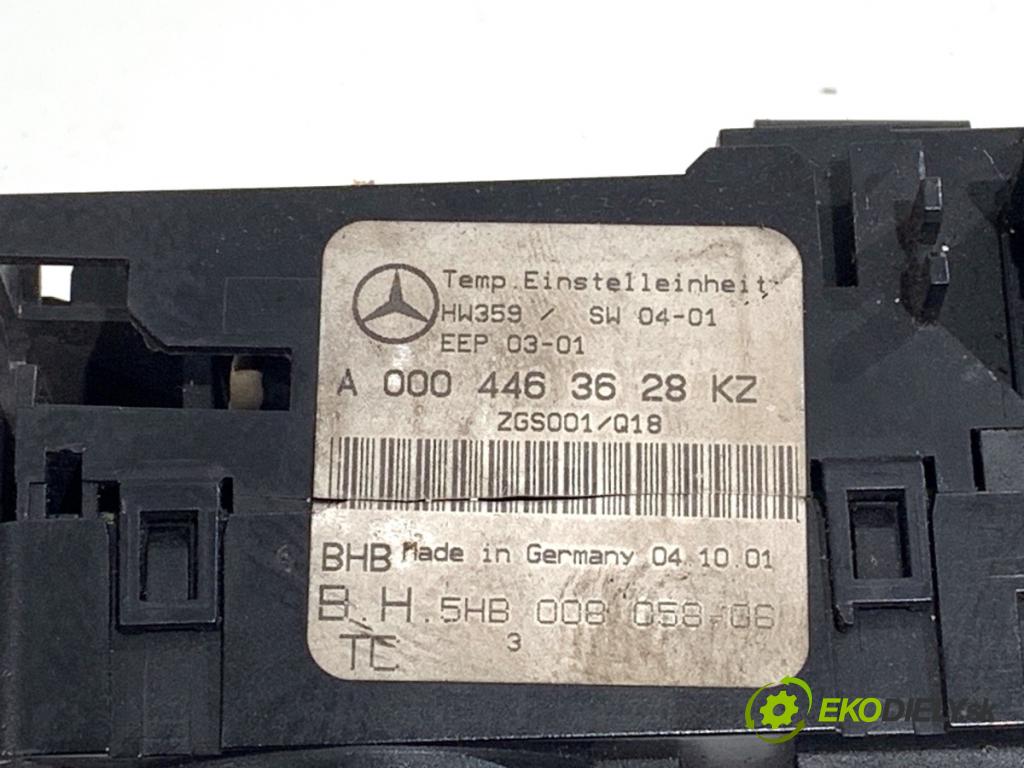 Temp.Einstelleinheit
HW359 / SW 04-01
EEP 03-01
A 000 446 36 28 KZ
ZGS001/Q18
BHB Made in Germany 04.10.01
B.H.5HB 008 058-06
TC 3
EKODIELY.sk